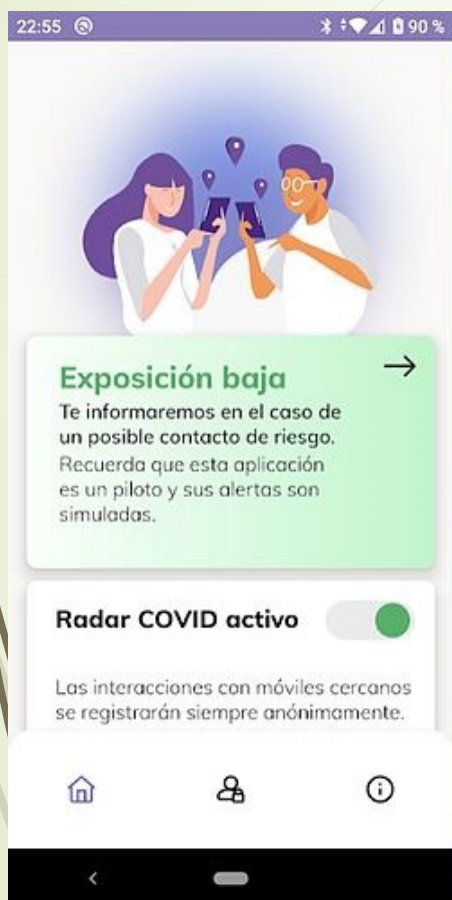 22:55 90 %
Exposición baja
Te informaremos en el caso de
un posible contacto de riesgo.
Recuerda que esta aplicación
es un piloto y sus alertas son
simuladas.
Radar COVID activo
Las interacciones con móviles cercanos
se registrarán siempre anónimamente.